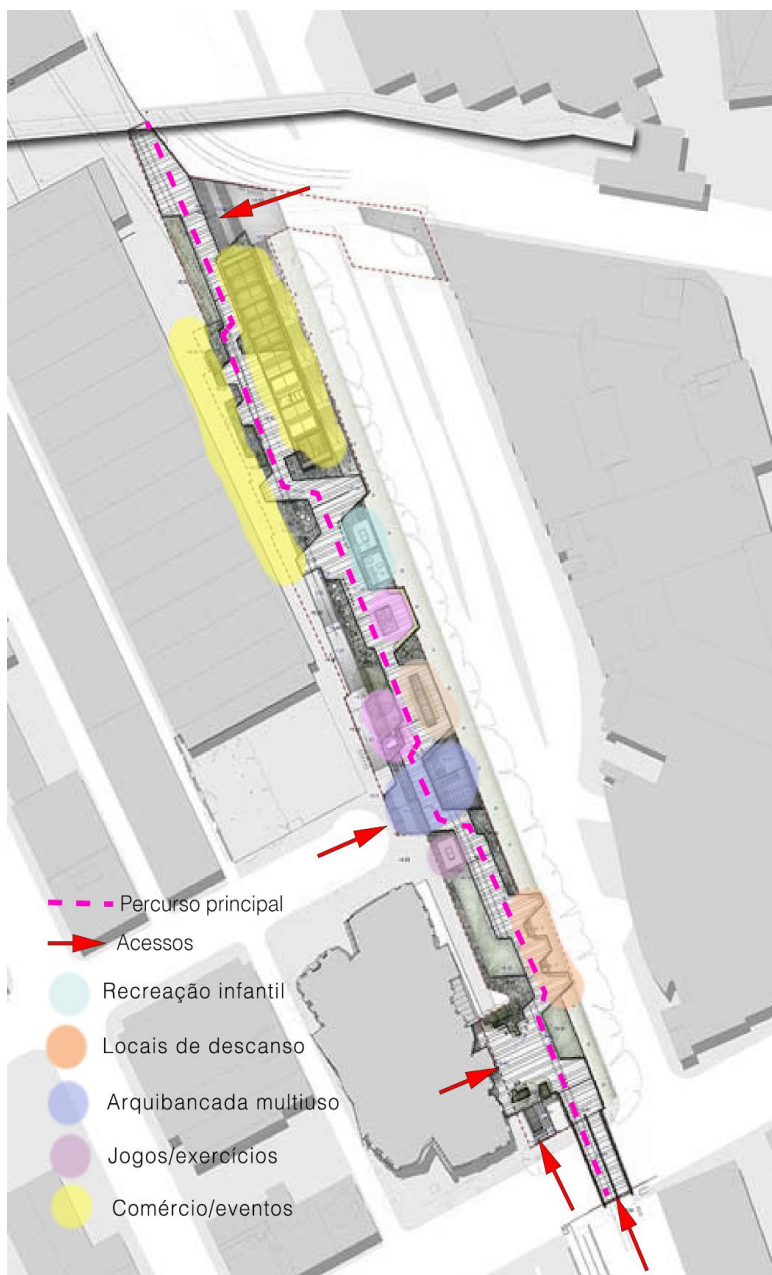 Percurso principal
Acessos
Recreação infantil
Locais de descanso
Arquibancada multiuso
Jogos/exercícios
Comércio/eventos